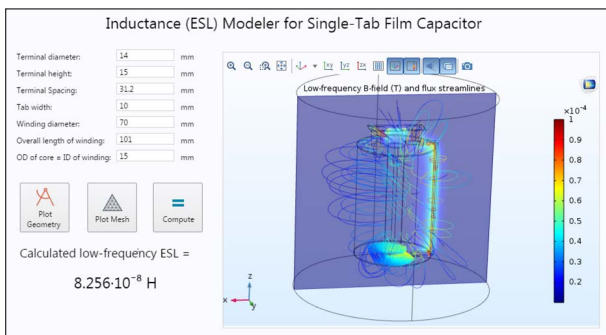 Inductance (ESL) Modeler for Single-Tab Film Capacitor
Terminal diameter: 14 mm
Terminal height: 15 mm
Terminal Spacing: 31.2 mm
Tab width: 10 mm
Winding diameter: 70 mm
Overall length of winding: 101 mm
OD of core = ID of winding: 15 mm
Plot Geometry
Plot Mesh
Compute
Calculated low-frequency ESL =
8.256·10⁻⁸ H
xy yz zx
Low-frequency B-field (T) and flux streamlines
×10⁻⁴
1
0.9
0.8
0.7
0.6
0.5
0.4
0.3
0.2
z
x
y